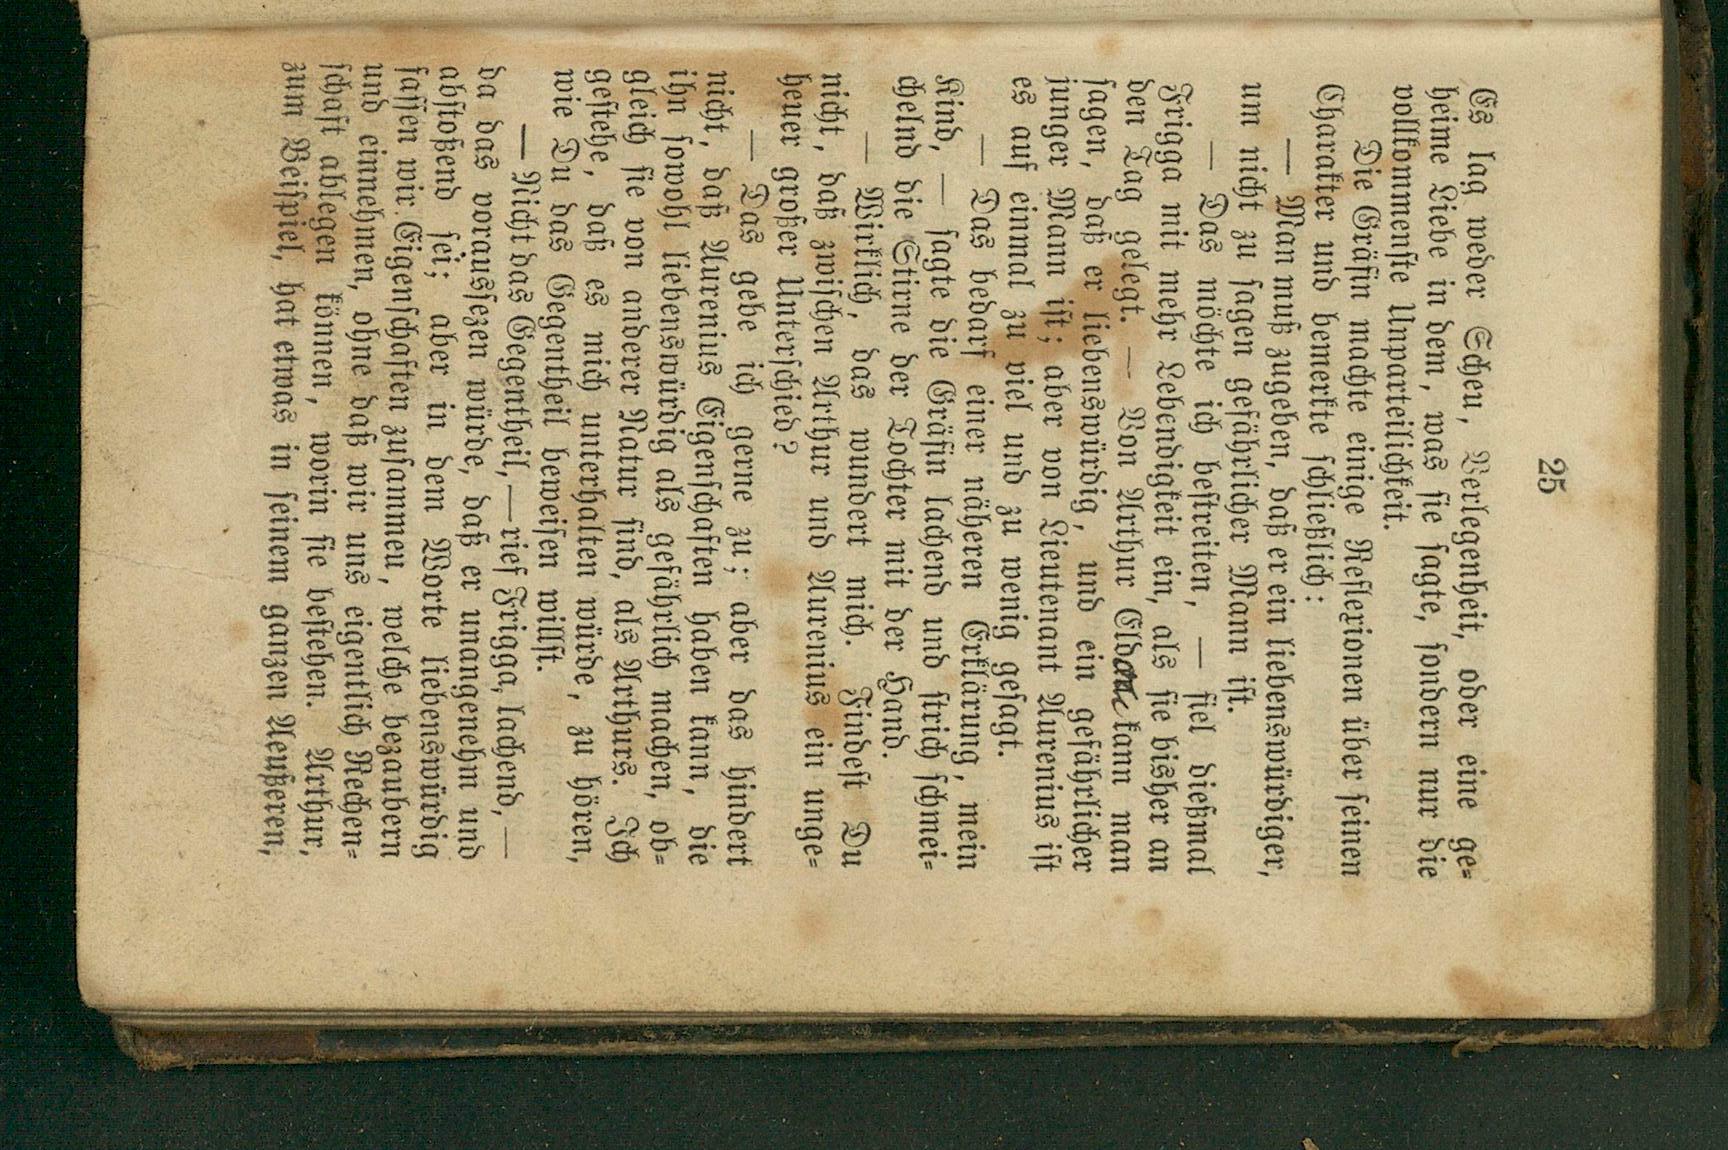 25
Es lag weder Scheu, Verlegenheit, oder eine ge-
heime Liebe in dem, was sie sagte, sondern nur die
vollkommenste Unparteilichkeit.
Die Gräfin machte einige Reflexionen über seinen
Charakter und bemerkte schließlich:
— Man muß zugeben, daß er ein liebenswürdiger,
um nicht zu sagen gefährlicher Mann ist.
— Das möchte ich bestreiten, — fiel dießmal
Frigga mit mehr Lebendigkeit ein, als sie bisher an
den Tag gelegt. — Von Arthur kann man
sagen, daß er liebenswürdig, und ein gefährlicher
junger Mann ist; aber von Lieutenant Aurenius ist
es auf einmal zu viel und zu wenig gesagt.
— Das bedarf einer näheren Erklärung, mein
Kind, — sagte die Gräfin lachend und strich schmei-
chelnd die Stirne der Tochter mit der Hand.
— Wirklich, das wundert mich. Findest Du
nicht, daß zwischen Arthur und Aurenius ein unge-
heuer großer Unterschied?
— Das gebe ich gerne zu; aber das hindert
nicht, daß Aurenius Eigenschaften haben kann, die
ihn sowohl liebenswürdig als gefährlich machen, ob-
gleich sie von anderer Natur sind, als Arthurs. Ich
gestehe, daß es mich unterhalten würde, zu hören,
wie Du das Gegentheil beweisen willst.
— Nicht das Gegentheil, — rief Frigga, lachend, —
da das voraussezen würde, daß er unangenehm und
abstoßend sei; aber in dem Worte liebenswürdig
fassen wir Eigenschaften zusammen, welche bezaubern
und einnehmen, ohne daß wir uns eigentlich Rechen-
schaft ablegen können, worin sie bestehen. Arthur,
zum Beispiel, hat etwas in seinem ganzen Aeußeren,